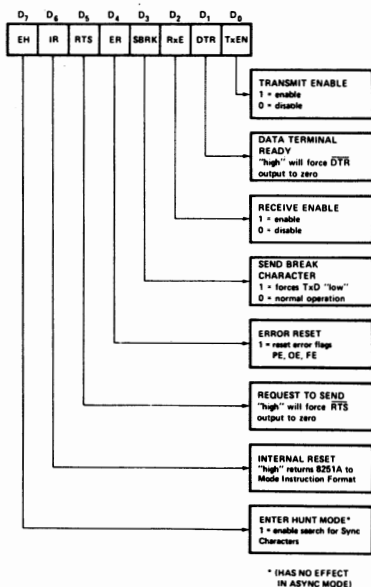 D7 D6 D5 D4 D3 D2 D1 D0
EH IR RTS ER SBRK RxE DTR TxEN
TRANSMIT ENABLE
1 = enable
0 = disable
DATA TERMINAL
READY
"high" will force DTR
output to zero
RECEIVE ENABLE
1 = enable
0 = disable
SEND BREAK
CHARACTER
1 = forces TxD "low"
0 = normal operation
ERROR RESET
1 = reset error flags
PE, OE, FE
REQUEST TO SEND
"high" will force RTS
output to zero
INTERNAL RESET
"high" returns 8251A to
Mode Instruction Format
ENTER HUNT MODE*
1 = enable search for Sync
Characters
* (HAS NO EFFECT
IN ASYNC MODE)